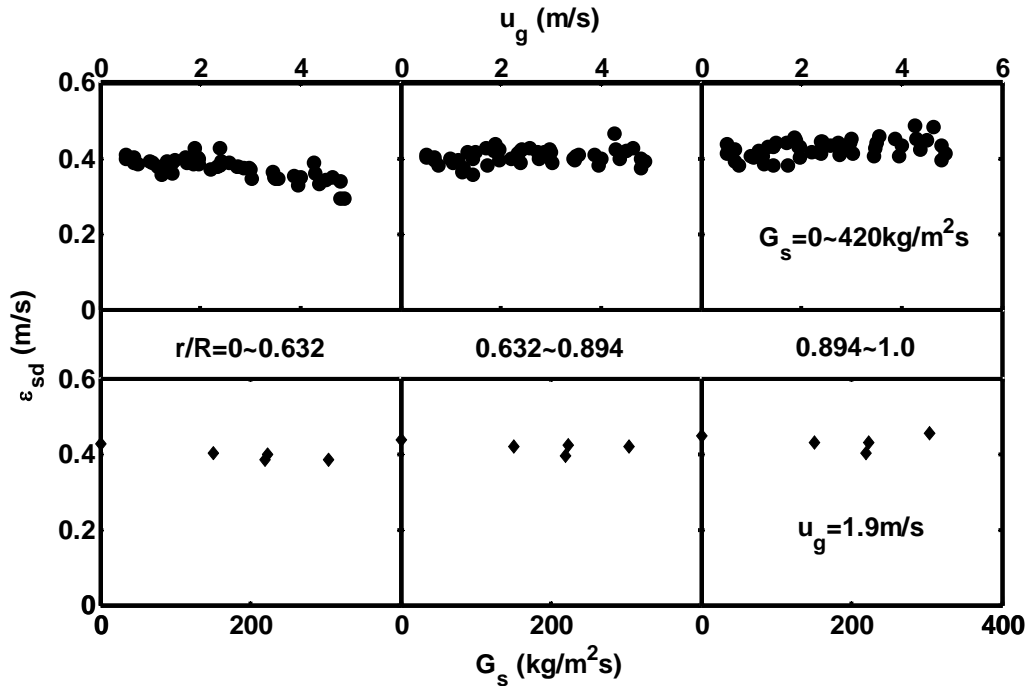 u_g (m/s)
0 2 4 0 2 4 0 2 4 6
0.6
0.4
0.2
0
G_s=0~420kg/m²s
ε_sd (m/s)
r/R=0~0.632 0.632~0.894 0.894~1.0
0.6
0.4
0.2
0
u_g=1.9m/s
0 200 0 200 0 200 400
G_s (kg/m²s)